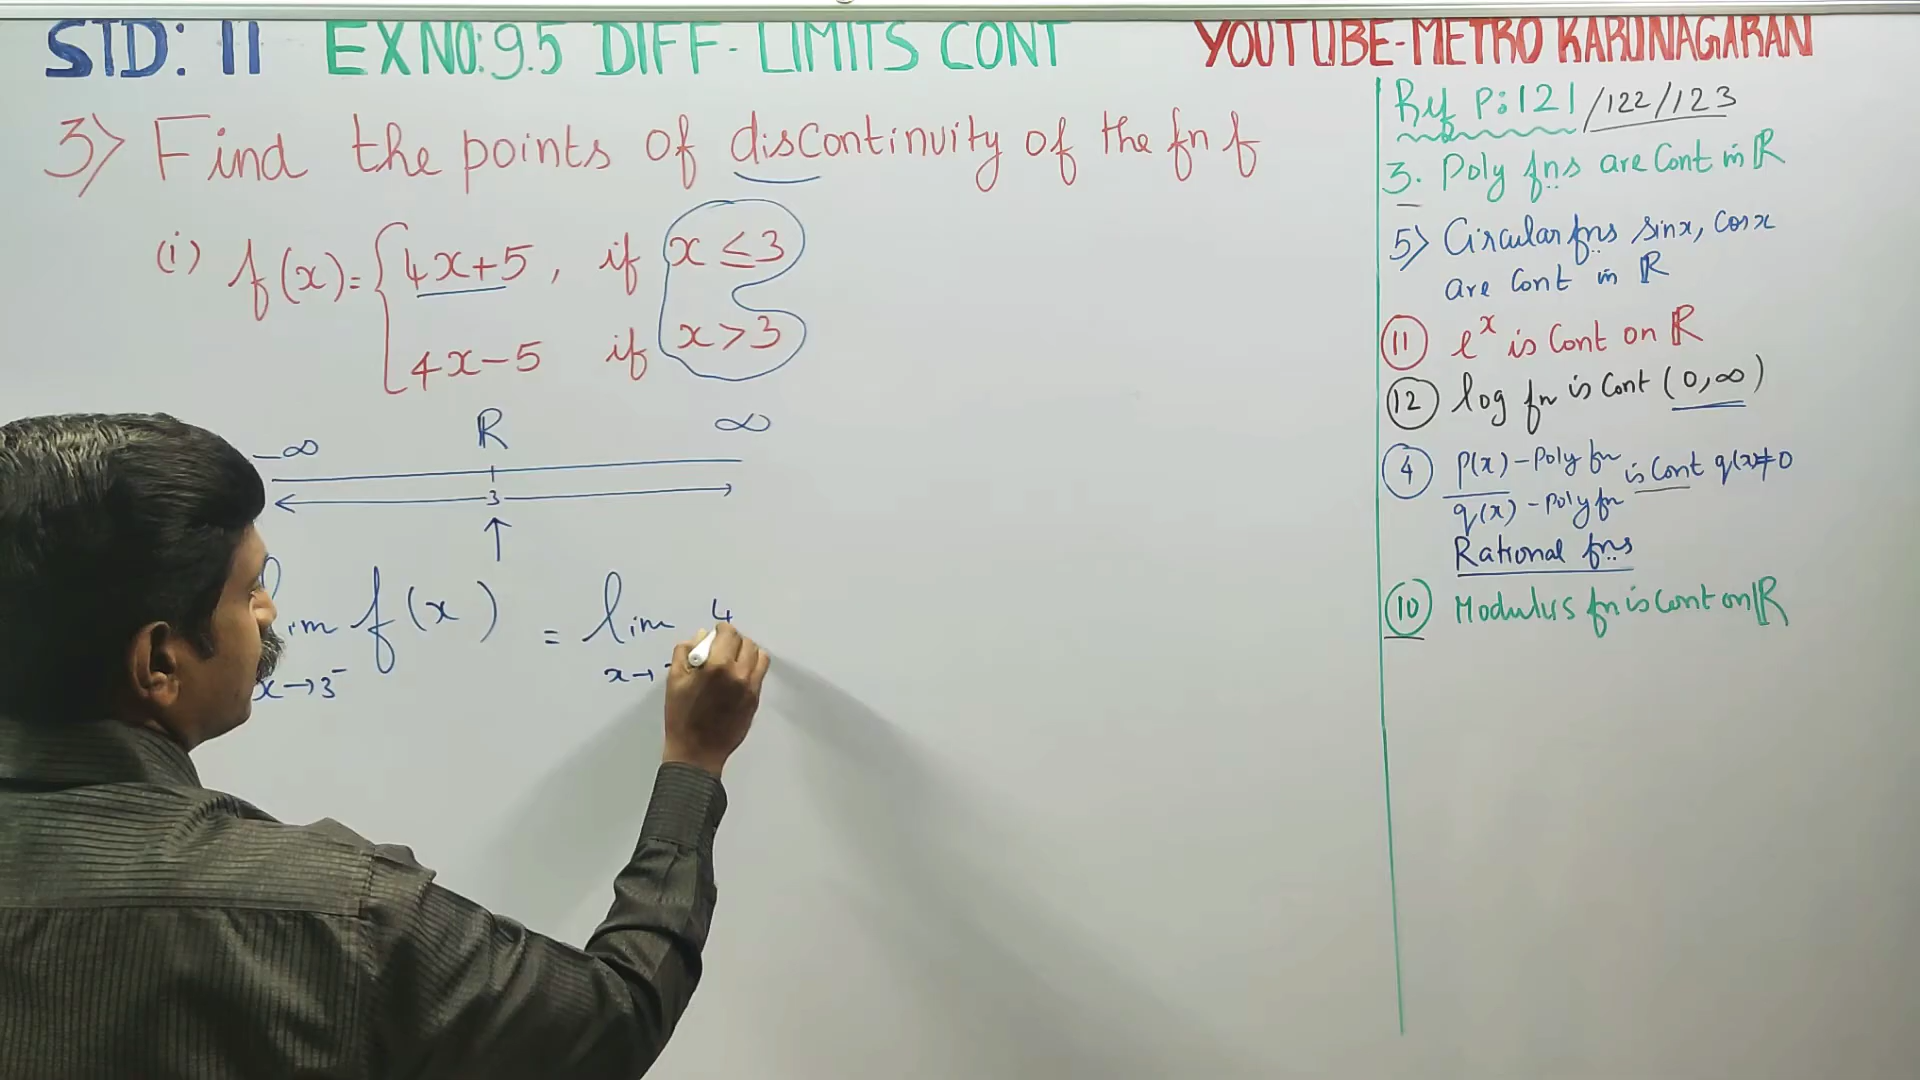 STD: 11 EX NO: 9.5 DIFF- LIMITS CONT YOUTUBE-METRO KARUNAGARAN
3) Find the points of discontinuity of the fn f
(i) f(x) = { 4x+5, if x ≤ 3
4x-5 if x > 3
-∞ R ∞
3
lim f(x) = lim 4
x→3⁻ x→
Ref P: 121/122/123
3. Poly fns are Cont in ℝ
5) Circular fns sinx, cosx
are Cont in ℝ
11 e^x is Cont on ℝ
12 log fn is Cont (0,∞)
4 p(x) - Poly fn is Cont q(x)≠0
q(x) - Poly fn
Rational fns
10 Modulus fn is cont on ℝ